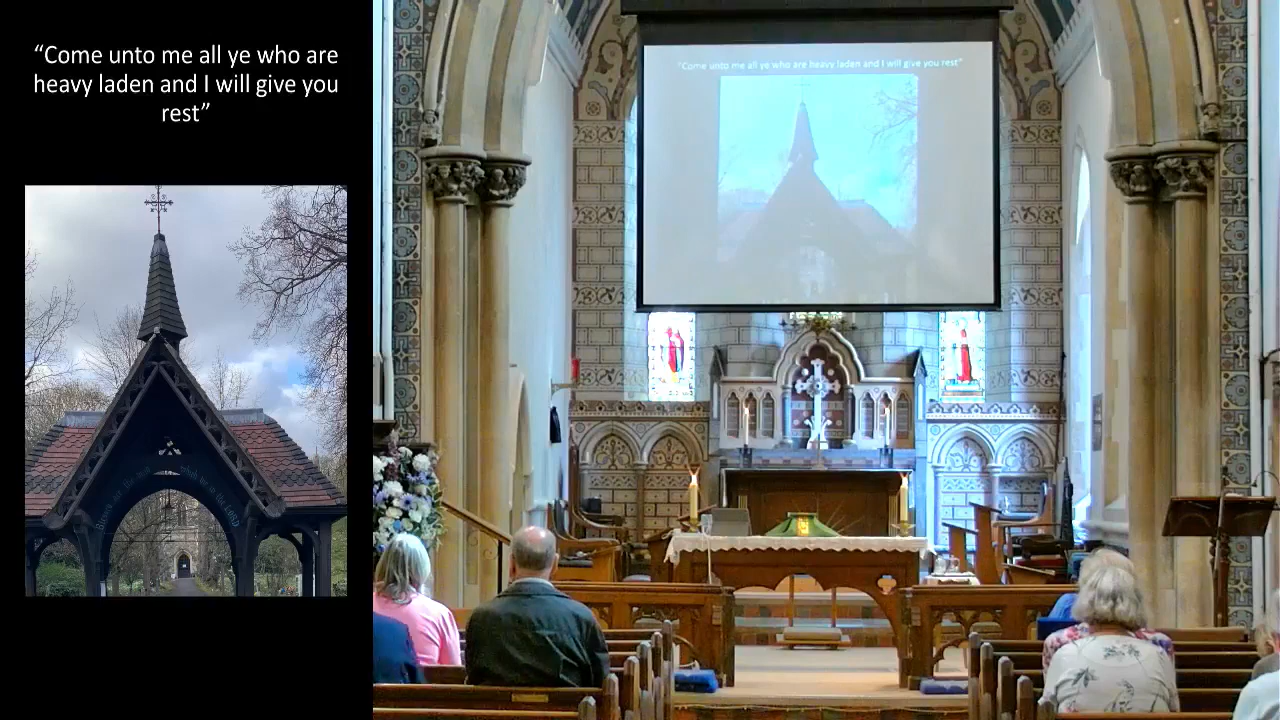 “Come unto me all ye who are
heavy laden and I will give you
rest”
“Come unto me all ye who are heavy laden and I will give you rest”